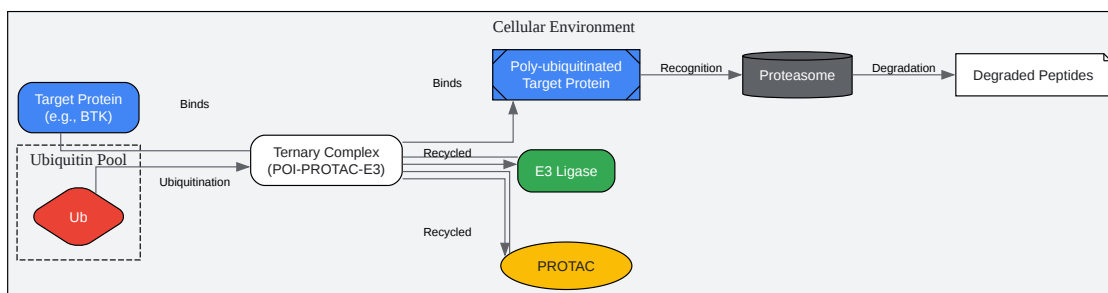 Cellular Environment
Poly-ubiquitinated
Target Protein
Recognition
Proteasome
Degradation
Degraded Peptides
Binds
Target Protein
(e.g., BTK)
Binds
Ubiquitin Pool
Ternary Complex
(POI-PROTAC-E3)
Recycled
E3 Ligase
Ubiquitination
Ub
Recycled
PROTAC